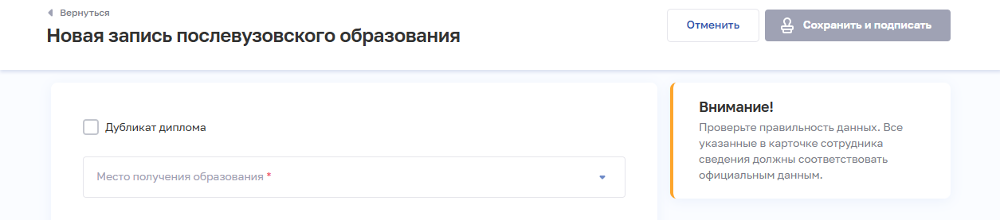 Вернуться
Новая запись послевузовского образования
Отменить
Сохранить и подписать
Дубликат диплома
Место получения образования *
Внимание!
Проверьте правильность данных. Все
указанные в карточке сотрудника
сведения должны соответствовать
официальным данным.